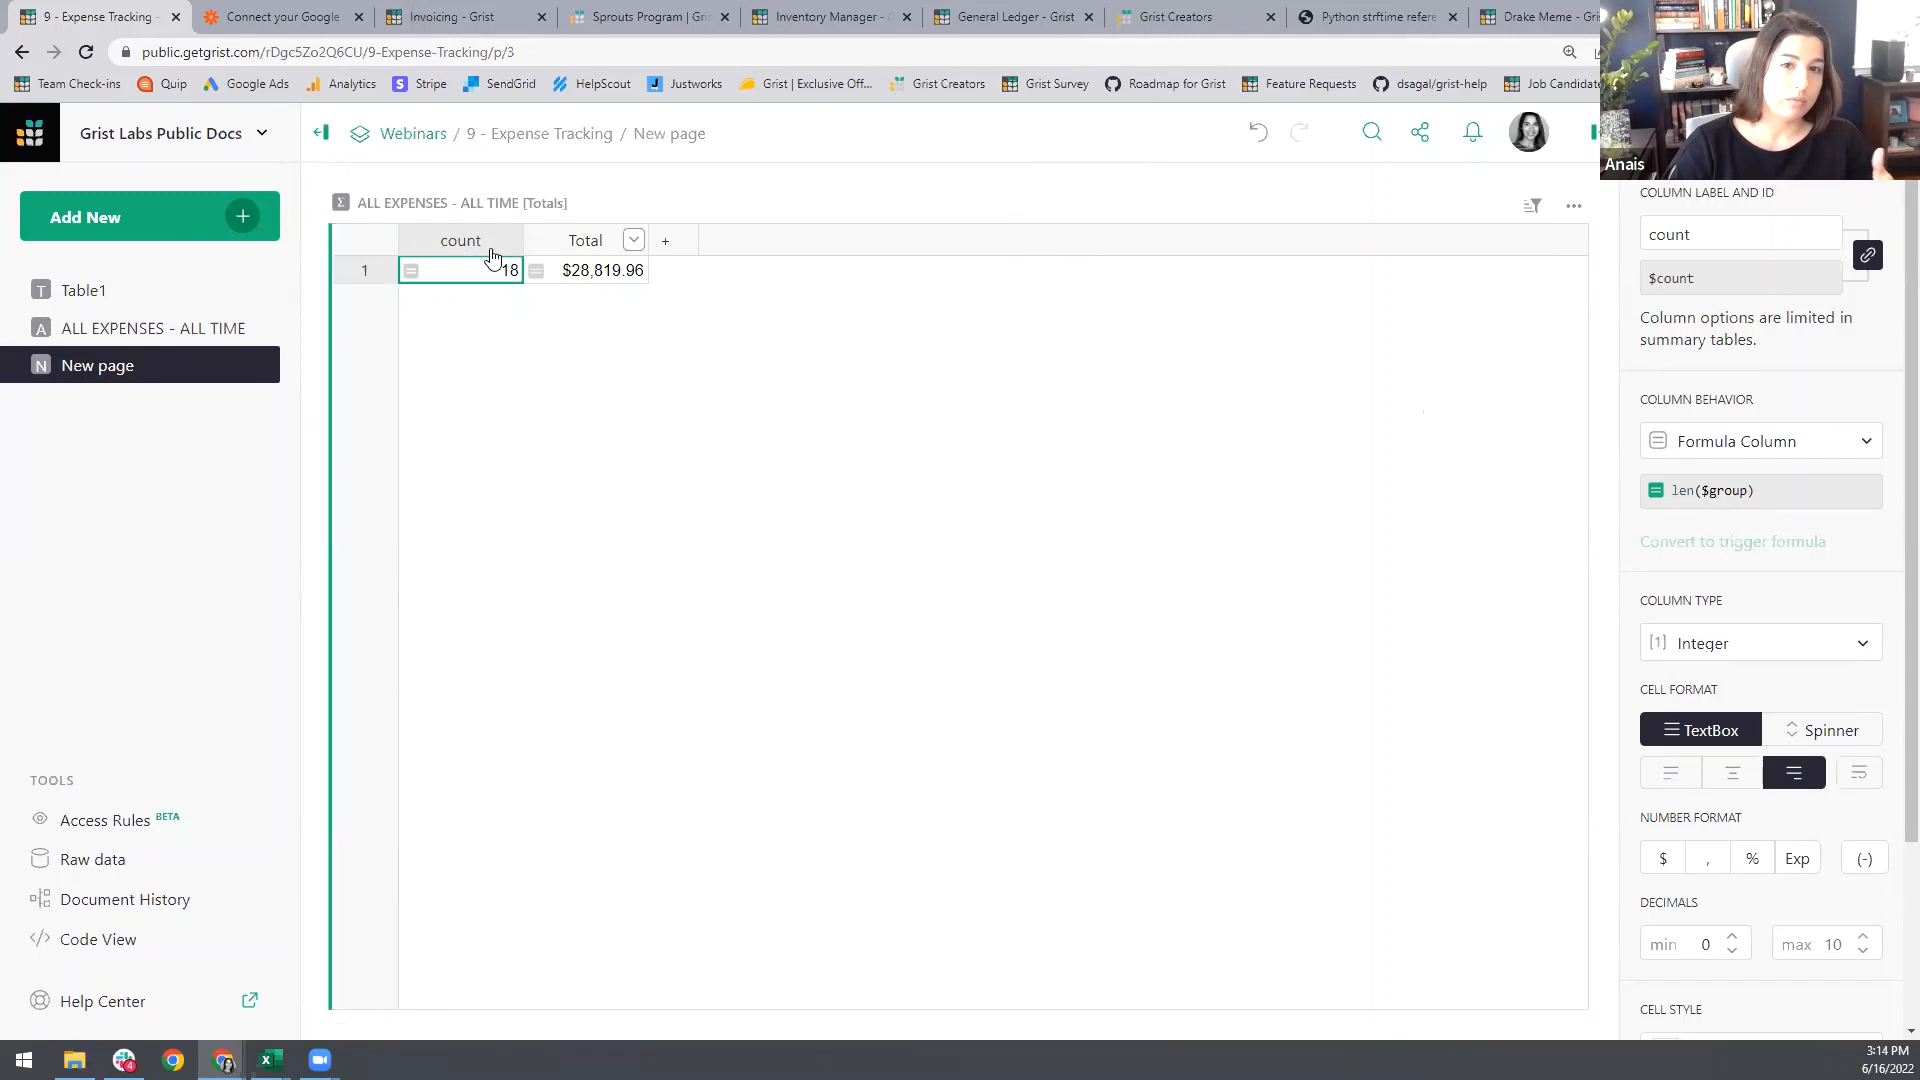 9 - Expense Tracking -
Connect your Google
Invoicing - Grist
Sprouts Program | Gri
Inventory Manager -
General Ledger - Grist
Grist Creators
Python strftime refere
Drake Meme - Gri
public.getgrist.com/rDgc5Zo2Q6CU/9-Expense-Tracking/p/3
Team Check-ins
Quip
Google Ads
Analytics
Stripe
SendGrid
HelpScout
Justworks
Grist | Exclusive Off...
Grist Creators
Grist Survey
Roadmap for Grist
Feature Requests
dsagal/grist-help
Job Candidate
Anais
Grist Labs Public Docs
Webinars / 9 - Expense Tracking / New page
Add New +
T Table1
A ALL EXPENSES - ALL TIME
N New page
TOOLS
Access Rules BETA
Raw data
Document History
Code View
Help Center
Σ ALL EXPENSES - ALL TIME [Totals]
count Total +
1 18 $28,819.96
COLUMN LABEL AND ID
count
$count
Column options are limited in
summary tables.
COLUMN BEHAVIOR
Formula Column
len($group)
Convert to trigger formula
COLUMN TYPE
[1] Integer
CELL FORMAT
TextBox Spinner
NUMBER FORMAT
$ , % Exp (-)
DECIMALS
min 0 max 10
CELL STYLE
4
3:14 PM
6/16/2022